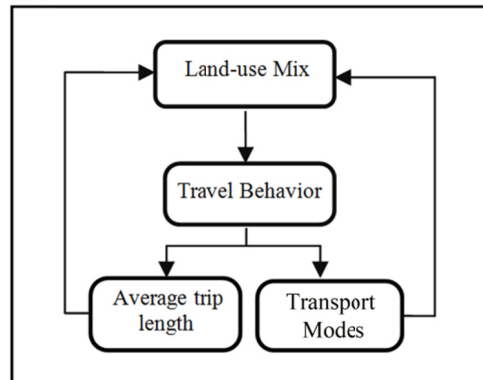 Land-use Mix
Travel Behavior
Average trip
length
Transport
Modes